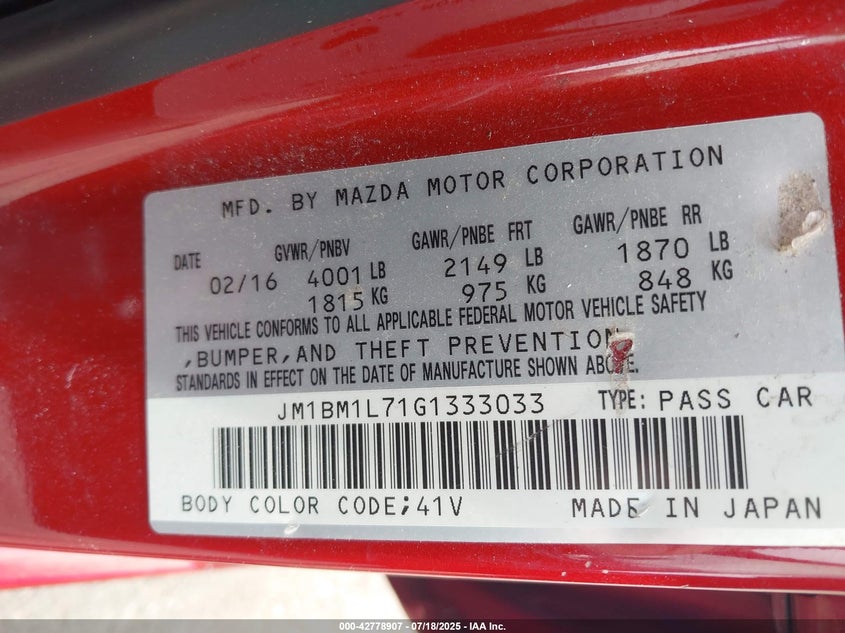 MFD. BY MAZDA MOTOR CORPORATION
DATE GVWR/PNBV GAWR/PNBE FRT GAWR/PNBE RR
02/16 4001 LB 2149 LB 1870 LB
1815 KG 975 KG 848 KG
THIS VEHICLE CONFORMS TO ALL APPLICABLE FEDERAL MOTOR VEHICLE SAFETY
,BUMPER,AND THEFT PREVENTION
STANDARDS IN EFFECT ON THE DATE OF MANUFACTURE SHOWN ABOVE.
JM1BM1L71G1333033 TYPE: PASS CAR
BODY COLOR CODE;41V MADE IN JAPAN
000-42778907 - 07/18/2025 - IAA Inc.